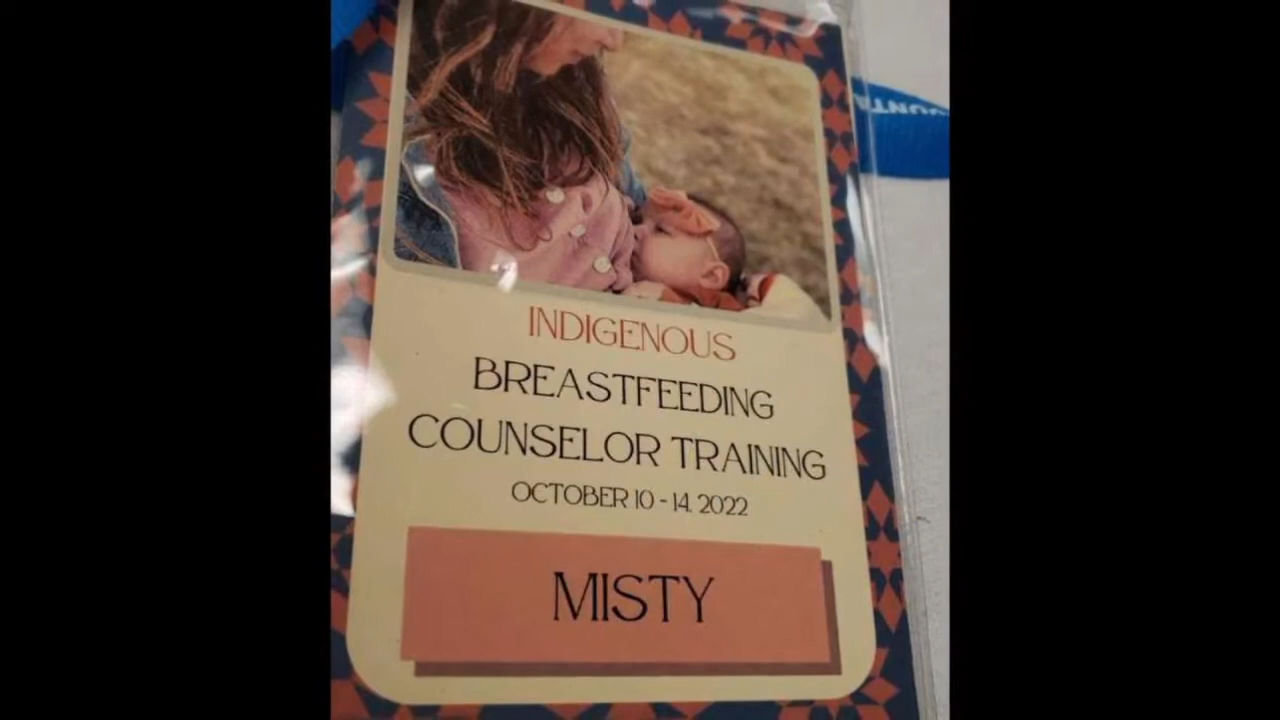 INDIGENOUS
BREASTFEEDING
COUNSELOR TRAINING
OCTOBER 10 - 14, 2022
MISTY